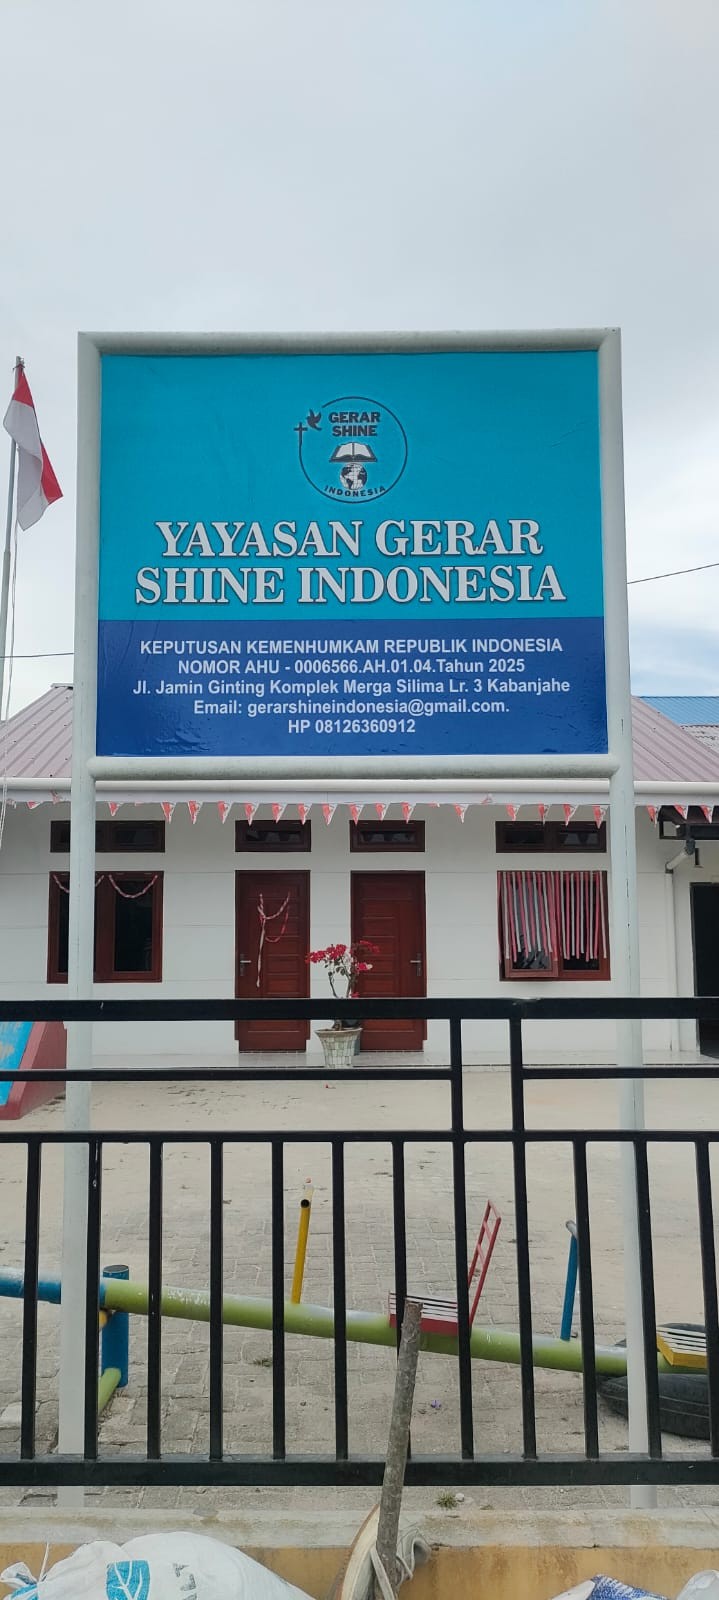 GERAR
SHINE
INDONESIA
YAYASAN GERAR
SHINE INDONESIA
KEPUTUSAN KEMENHUMKAM REPUBLIK INDONESIA
NOMOR AHU - 0006566.AH.01.04.Tahun 2025
Jl. Jamin Ginting Komplek Merga Silima Lr. 3 Kabanjahe
Email: gerarshineindonesia@gmail.com.
HP 08126360912